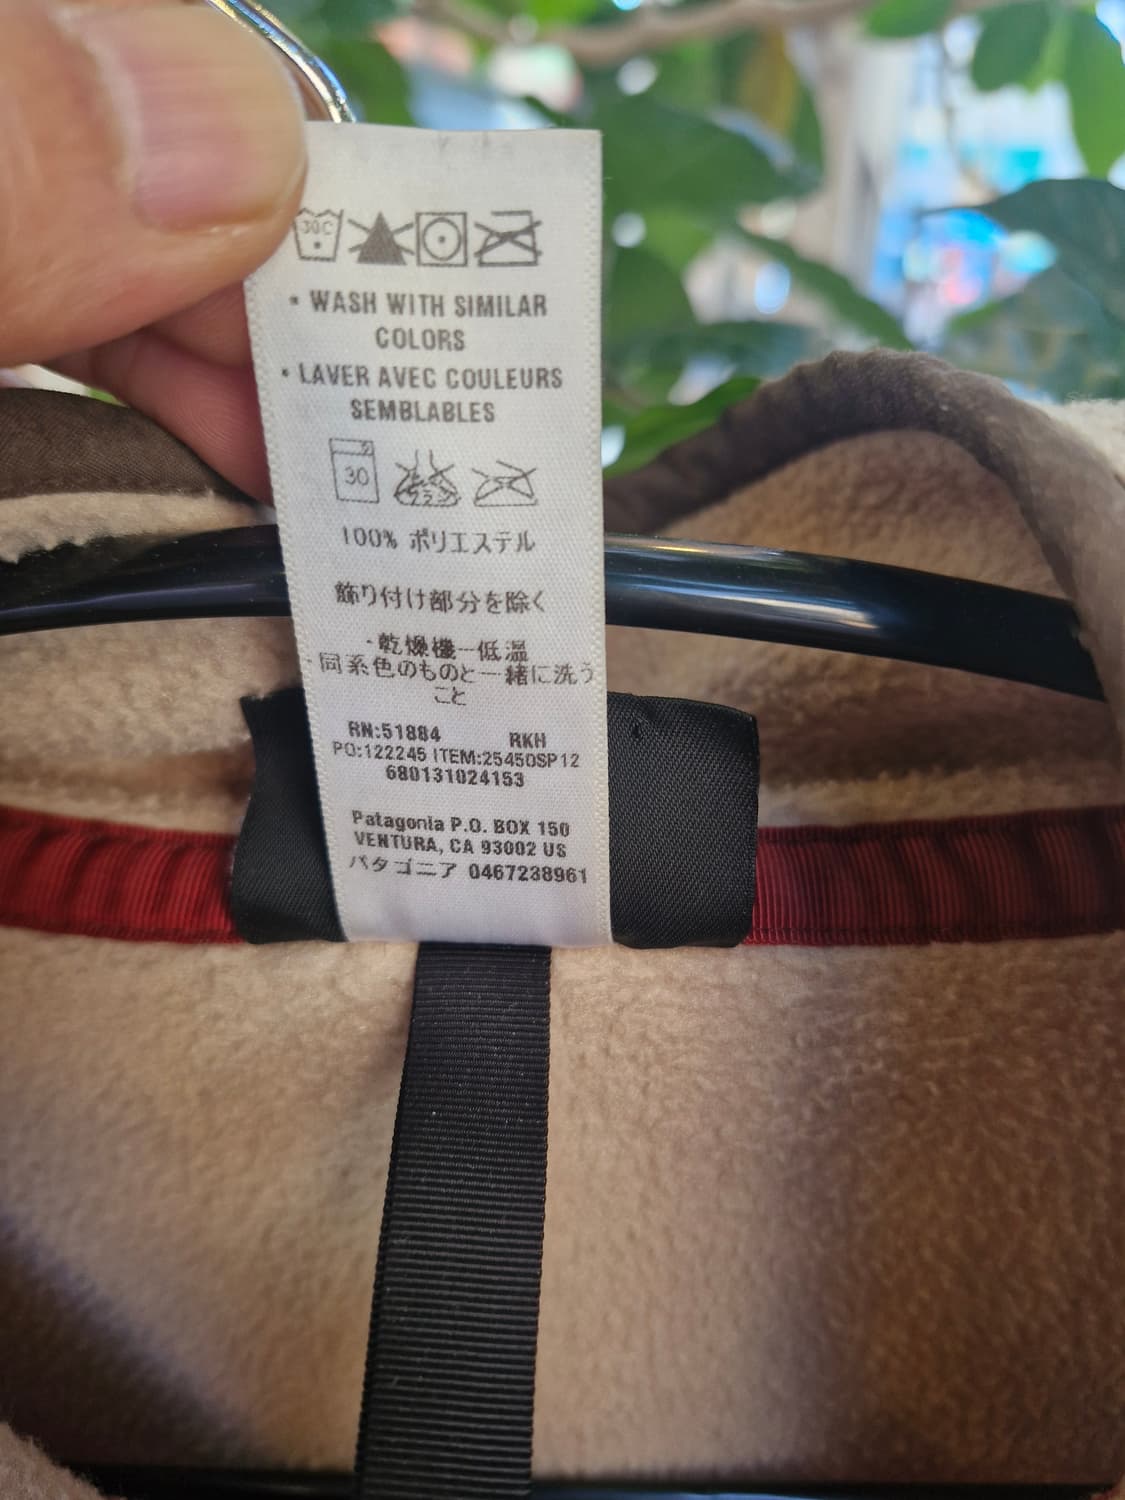 30C
• WASH WITH SIMILAR
COLORS
• LAVER AVEC COULEURS
SEMBLABLES
30
100% ポリエステル
飾り付け部分を除く
・乾燥機一低温
・同系色のものと一緒に洗う
こと
RN:51884 RKH
PO:122245 ITEM:25450SP12
680131024153
Patagonia P.O. BOX 150
VENTURA, CA 93002 US
パタゴニア 0467238961